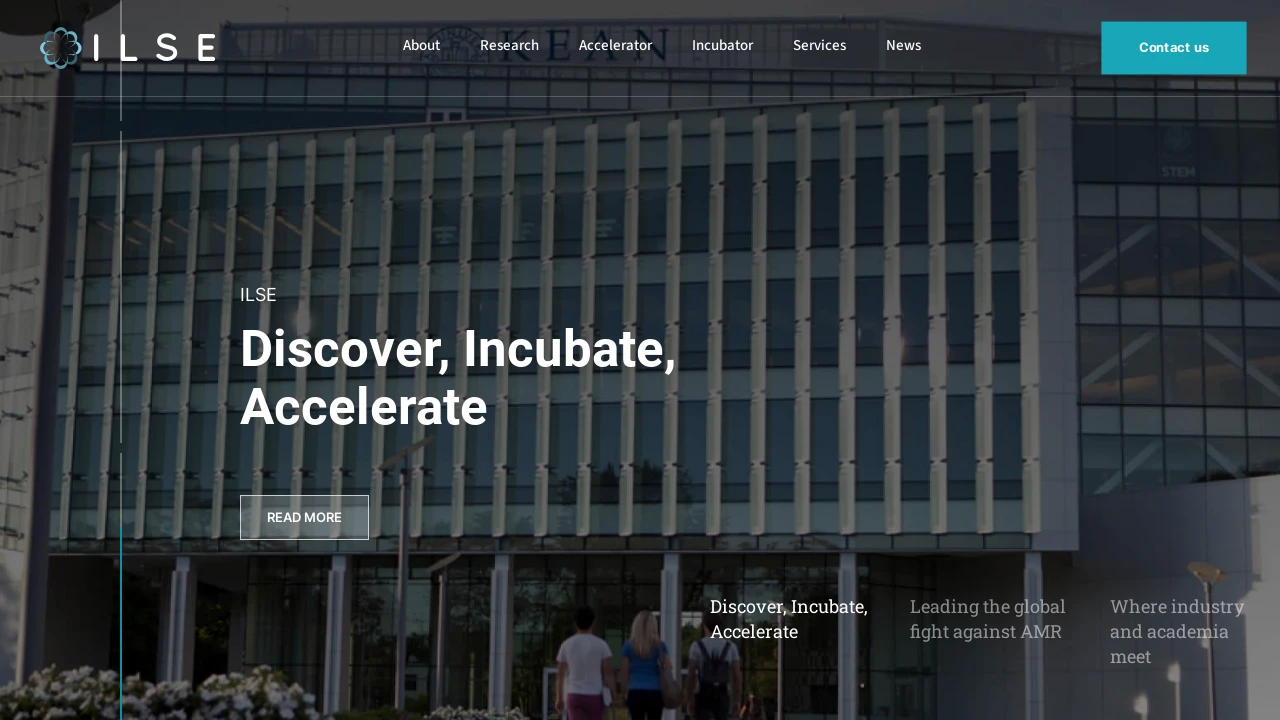 ILSE
About
Research
Accelerator
Incubator
Services
News
Contact us
KEAN
STEM
ILSE
Discover, Incubate,
Accelerate
READ MORE
Discover, Incubate,
Accelerate
Leading the global
fight against AMR
Where industry
and academia
meet